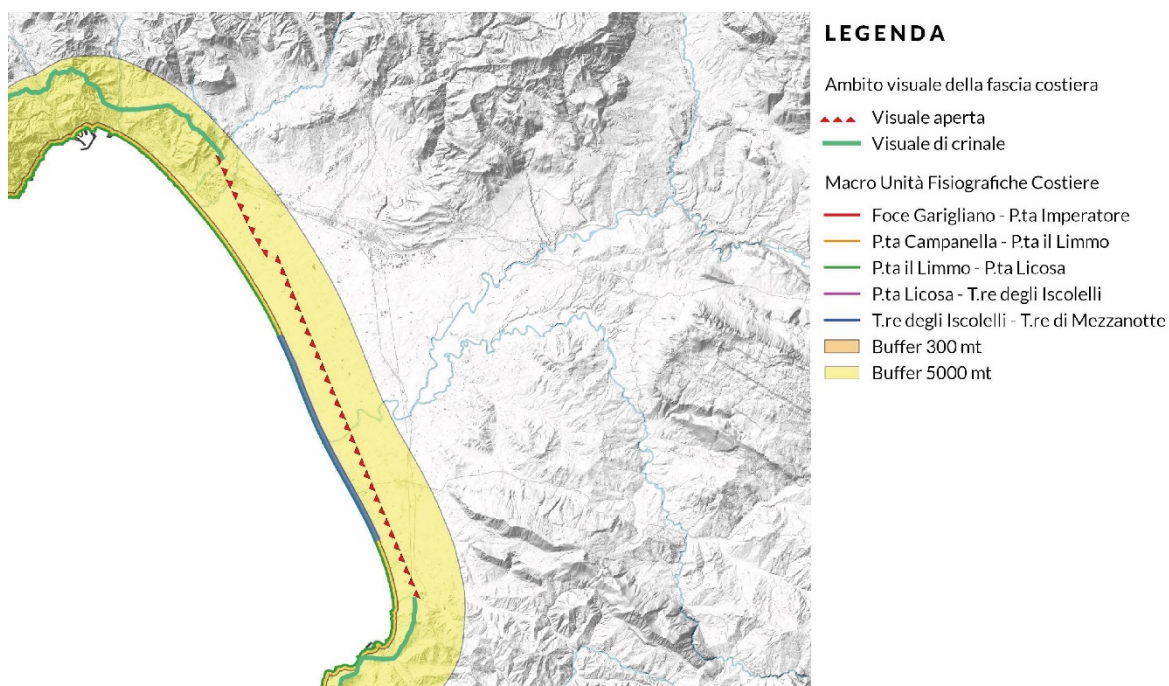 LEGENDA
Ambito visuale della fascia costiera
Visuale aperta
Visuale di crinale
Macro Unità Fisiografiche Costiere
Foce Garigliano - P.ta Imperatore
P.ta Campanella - P.ta il Limmo
P.ta il Limmo - P.ta Licosa
P.ta Licosa - T.re degli Iscolelli
T.re degli Iscolelli - T.re di Mezzanotte
Buffer 300 mt
Buffer 5000 mt